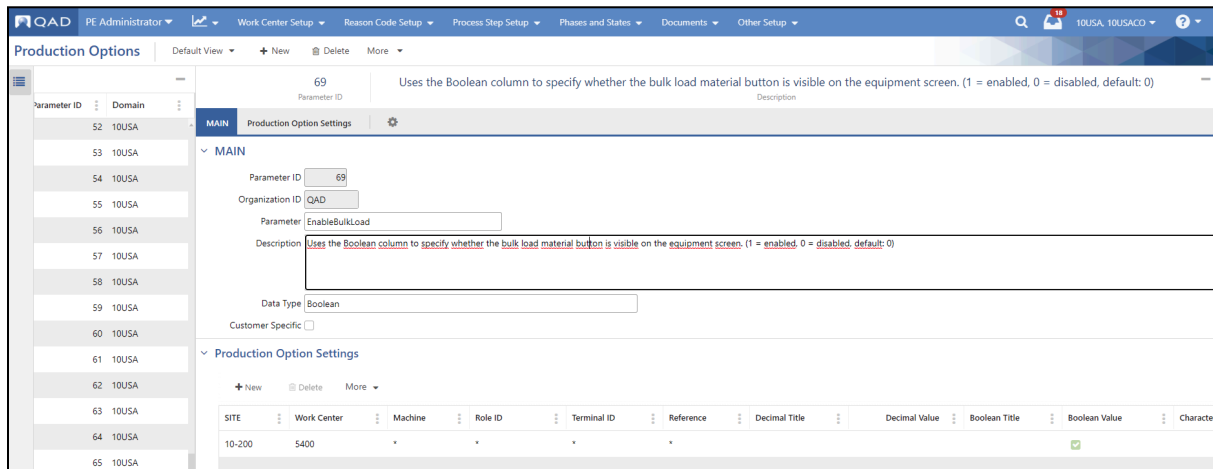 QAD PE Administrator Work Center Setup Reason Code Setup Process Step Setup Phases and States Documents Other Setup 18 10USA, 10USACO ?
Production Options Default View + New Delete More
69 Uses the Boolean column to specify whether the bulk load material button is visible on the equipment screen. (1 = enabled, 0 = disabled, default: 0)
Parameter ID Description
Parameter ID Domain
52 10USA
53 10USA
54 10USA
55 10USA
56 10USA
57 10USA
58 10USA
59 10USA
60 10USA
61 10USA
62 10USA
63 10USA
64 10USA
65 10USA
MAIN Production Option Settings
MAIN
Parameter ID 69
Organization ID QAD
Parameter EnableBulkLoad
Description Uses the Boolean column to specify whether the bulk load material button is visible on the equipment screen. (1 = enabled, 0 = disabled, default: 0)
Data Type Boolean
Customer Specific
Production Option Settings
+ New Delete More
SITE Work Center Machine Role ID Terminal ID Reference Decimal Title Decimal Value Boolean Title Boolean Value Characte
10-200 5400 * * * *